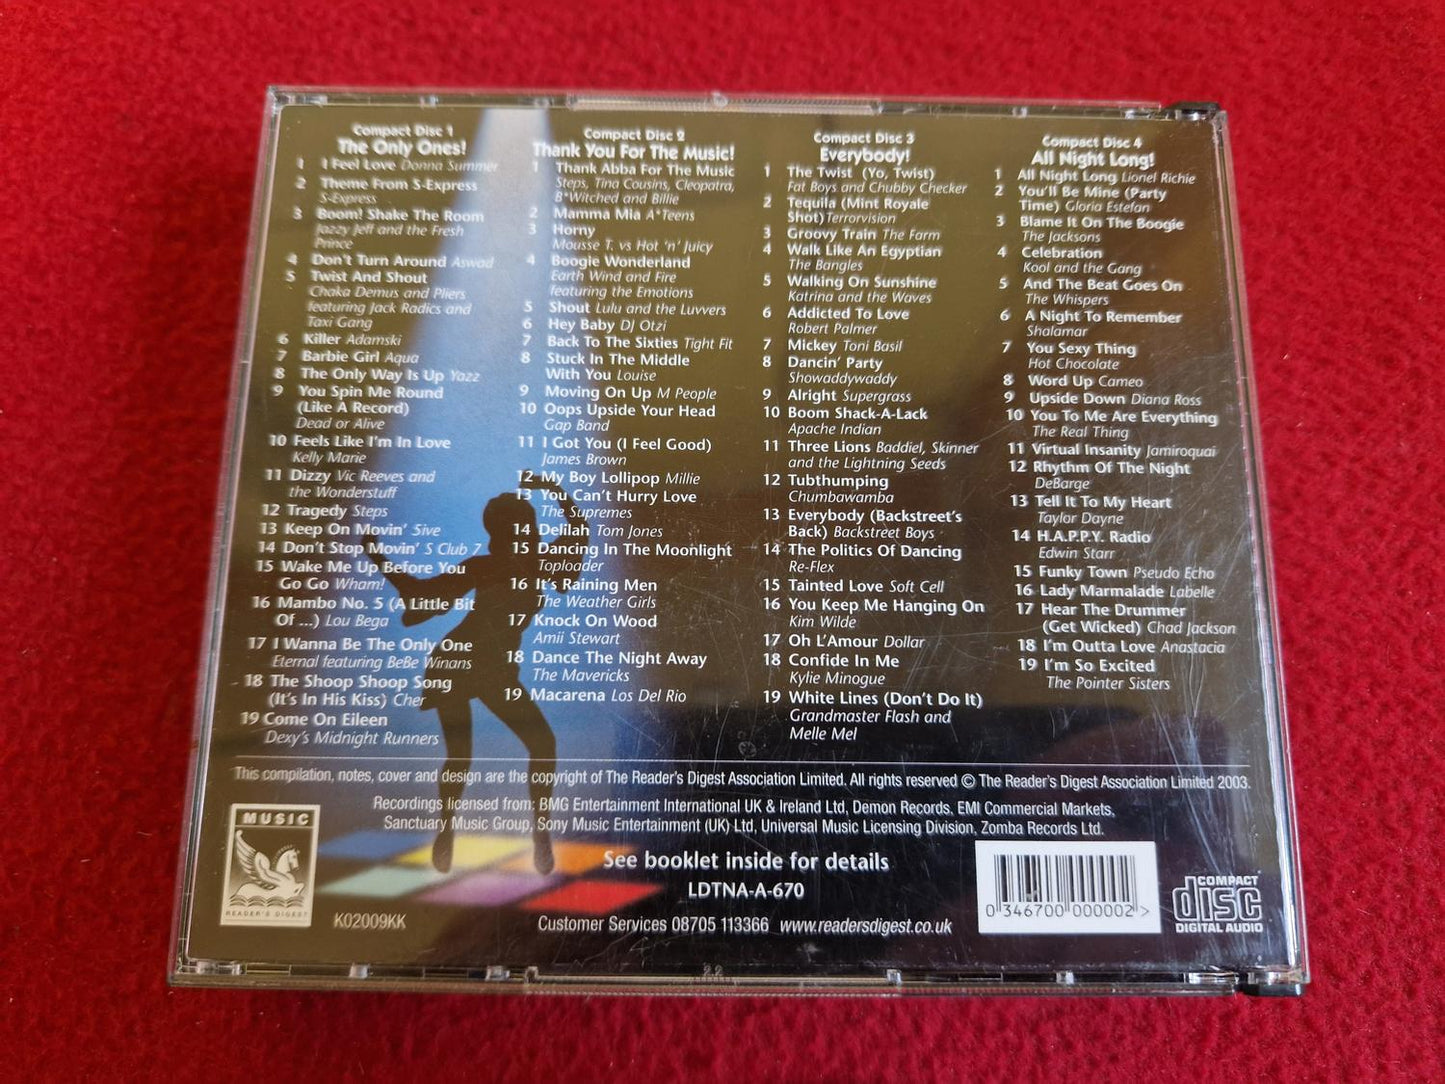 Compact Disc 1
The Only Ones!
1 I Feel Love Donna Summer
2 Theme From S-Express
S-Express
3 Boom! Shake The Room
Jazzy Jeff and the Fresh
Prince
4 Don't Turn Around Aswad
5 Twist And Shout
Chaka Demus and Pliers
featuring Jack Radics and
Taxi Gang
6 Killer Adamski
7 Barbie Girl Aqua
8 The Only Way Is Up Yazz
9 You Spin Me Round
(Like A Record)
Dead or Alive
10 Feels Like I'm In Love
Kelly Marie
11 Dizzy Vic Reeves and
the Wonderstuff
12 Tragedy Steps
13 Keep On Movin' 5ive
14 Don't Stop Movin' S Club 7
15 Wake Me Up Before You
Go Go Wham!
16 Mambo No. 5 (A Little Bit
Of ...) Lou Bega
17 I Wanna Be The Only One
Eternal featuring BeBe Winans
18 The Shoop Shoop Song
(It's In His Kiss) Cher
19 Come On Eileen
Dexy's Midnight Runners
Compact Disc 2
Thank You For The Music!
1 Thank Abba For The Music
Steps, Tina Cousins, Cleopatra,
B*Witched and Billie
2 Mamma Mia A*Teens
3 Horny
Mousse T. vs Hot 'n' Juicy
4 Boogie Wonderland
Earth Wind and Fire
featuring the Emotions
5 Shout Lulu and the Luvvers
6 Hey Baby DJ Otzi
7 Back To The Sixties Tight Fit
8 Stuck In The Middle
With You Louise
9 Moving On Up M People
10 Oops Upside Your Head
Gap Band
11 I Got You (I Feel Good)
James Brown
12 My Boy Lollipop Millie
13 You Can't Hurry Love
The Supremes
14 Delilah Tom Jones
15 Dancing In The Moonlight
Toploader
16 It's Raining Men
The Weather Girls
17 Knock On Wood
Amii Stewart
18 Dance The Night Away
The Mavericks
19 Macarena Los Del Rio
Compact Disc 3
Everybody!
1 The Twist (Yo, Twist)
Fat Boys and Chubby Checker
2 Tequila (Mint Royale
Shot) Terrorvision
3 Groovy Train The Farm
4 Walk Like An Egyptian
The Bangles
5 Walking On Sunshine
Katrina and the Waves
6 Addicted To Love
Robert Palmer
7 Mickey Toni Basil
8 Dancin' Party
Showaddywaddy
9 Alright Supergrass
10 Boom Shack-A-Lack
Apache Indian
11 Three Lions Baddiel, Skinner
and the Lightning Seeds
12 Tubthumping
Chumbawamba
13 Everybody (Backstreet's
Back) Backstreet Boys
14 The Politics Of Dancing
Re-Flex
15 Tainted Love Soft Cell
16 You Keep Me Hanging On
Kim Wilde
17 Oh L'Amour Dollar
18 Confide In Me
Kylie Minogue
19 White Lines (Don't Do It)
Grandmaster Flash and
Melle Mel
Compact Disc 4
All Night Long!
1 All Night Long Lionel Richie
2 You'll Be Mine (Party
Time) Gloria Estefan
3 Blame It On The Boogie
The Jacksons
4 Celebration
Kool and the Gang
5 And The Beat Goes On
The Whispers
6 A Night To Remember
Shalamar
7 You Sexy Thing
Hot Chocolate
8 Word Up Cameo
9 Upside Down Diana Ross
10 You To Me Are Everything
The Real Thing
11 Virtual Insanity Jamiroquai
12 Rhythm Of The Night
DeBarge
13 Tell It To My Heart
Taylor Dayne
14 H.A.P.P.Y. Radio
Edwin Starr
15 Funky Town Pseudo Echo
16 Lady Marmalade Labelle
17 Hear The Drummer
(Get Wicked) Chad Jackson
18 I'm Outta Love Anastacia
19 I'm So Excited
The Pointer Sisters
This compilation, notes, cover and design are the copyright of The Reader's Digest Association Limited. All rights reserved © The Reader's Digest Association Limited 2003.
Recordings licensed from: BMG Entertainment International UK & Ireland Ltd, Demon Records, EMI Commercial Markets,
Sanctuary Music Group, Sony Music Entertainment (UK) Ltd, Universal Music Licensing Division, Zomba Records Ltd.
See booklet inside for details
LDTNA-A-670
MUSIC
READER'S DIGEST
K02009KK
Customer Services 08705 113366 www.readersdigest.co.uk
0 346700 000002 >
COMPACT
disc
DIGITAL AUDIO
22